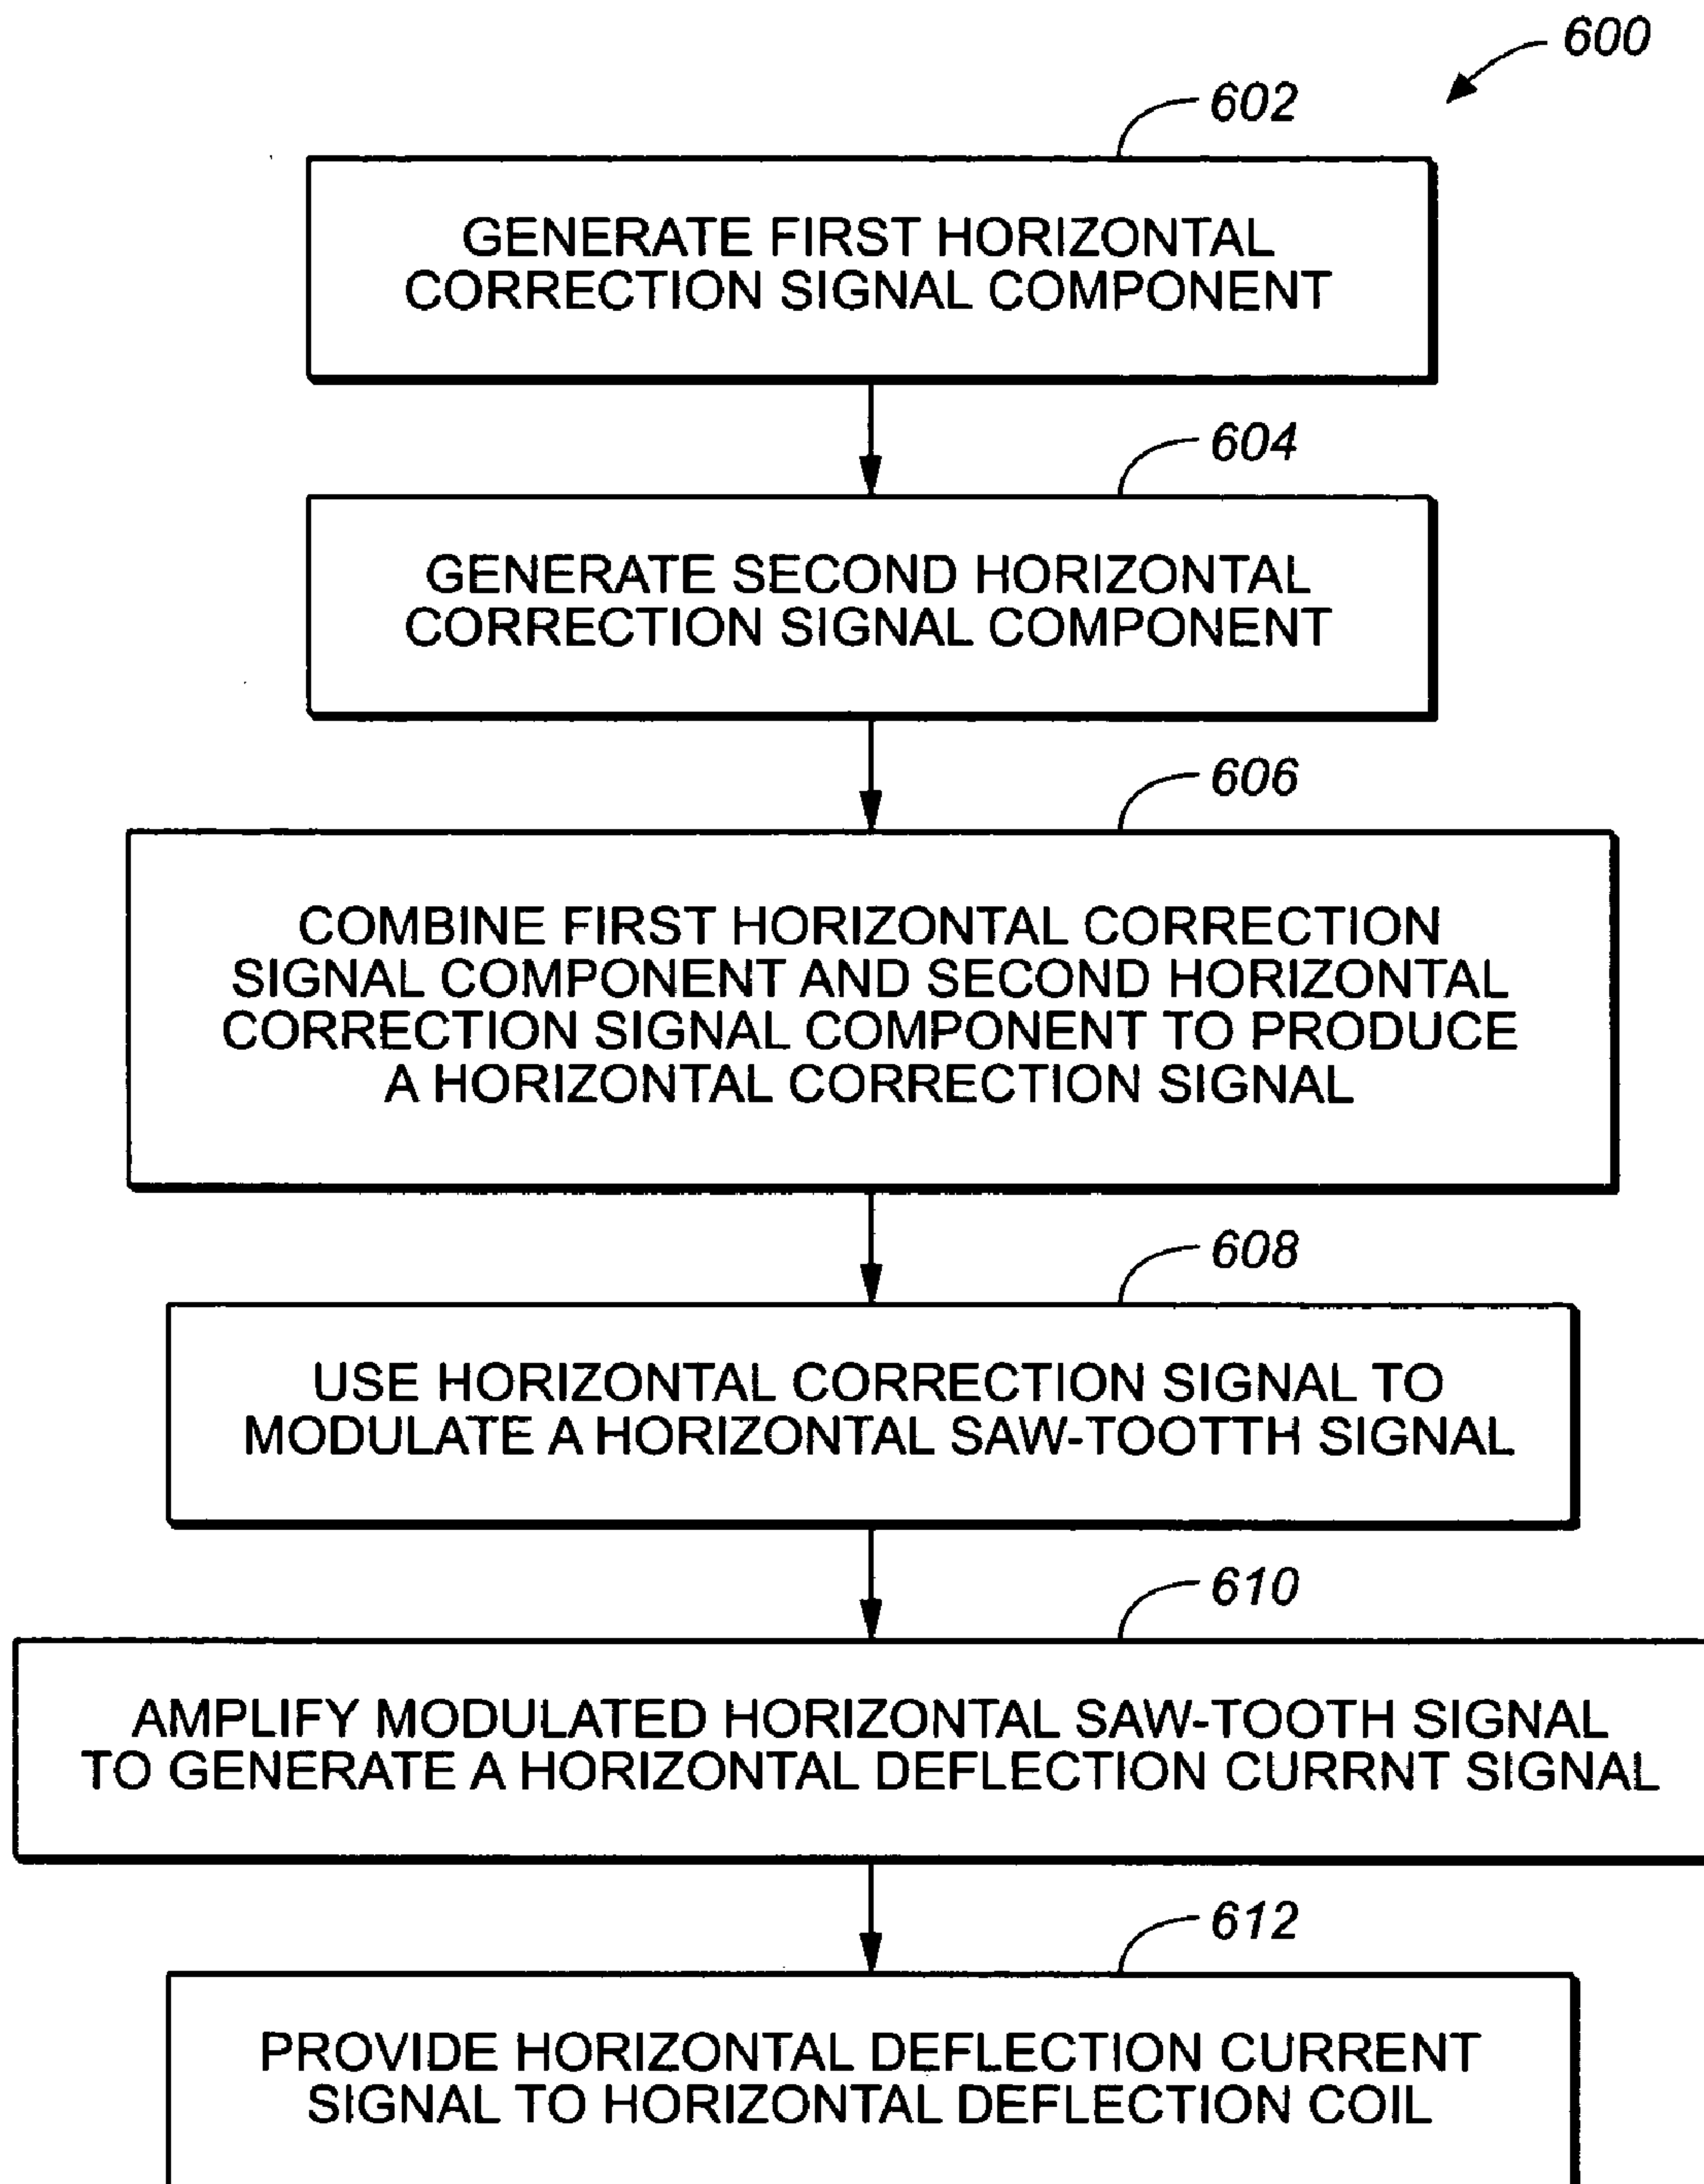 600
602
GENERATE FIRST HORIZONTAL
CORRECTION SIGNAL COMPONENT
604
GENERATE SECOND HORIZONTAL
CORRECTION SIGNAL COMPONENT
606
COMBINE FIRST HORIZONTAL CORRECTION
SIGNAL COMPONENT AND SECOND HORIZONTAL
CORRECTION SIGNAL COMPONENT TO PRODUCE
A HORIZONTAL CORRECTION SIGNAL
608
USE HORIZONTAL CORRECTION SIGNAL TO
MODULATE A HORIZONTAL SAW-TOOTTH SIGNAL
610
AMPLIFY MODULATED HORIZONTAL SAW-TOOTH SIGNAL
TO GENERATE A HORIZONTAL DEFLECTION CURRNT SIGNAL
612
PROVIDE HORIZONTAL DEFLECTION CURRENT
SIGNAL TO HORIZONTAL DEFLECTION COIL